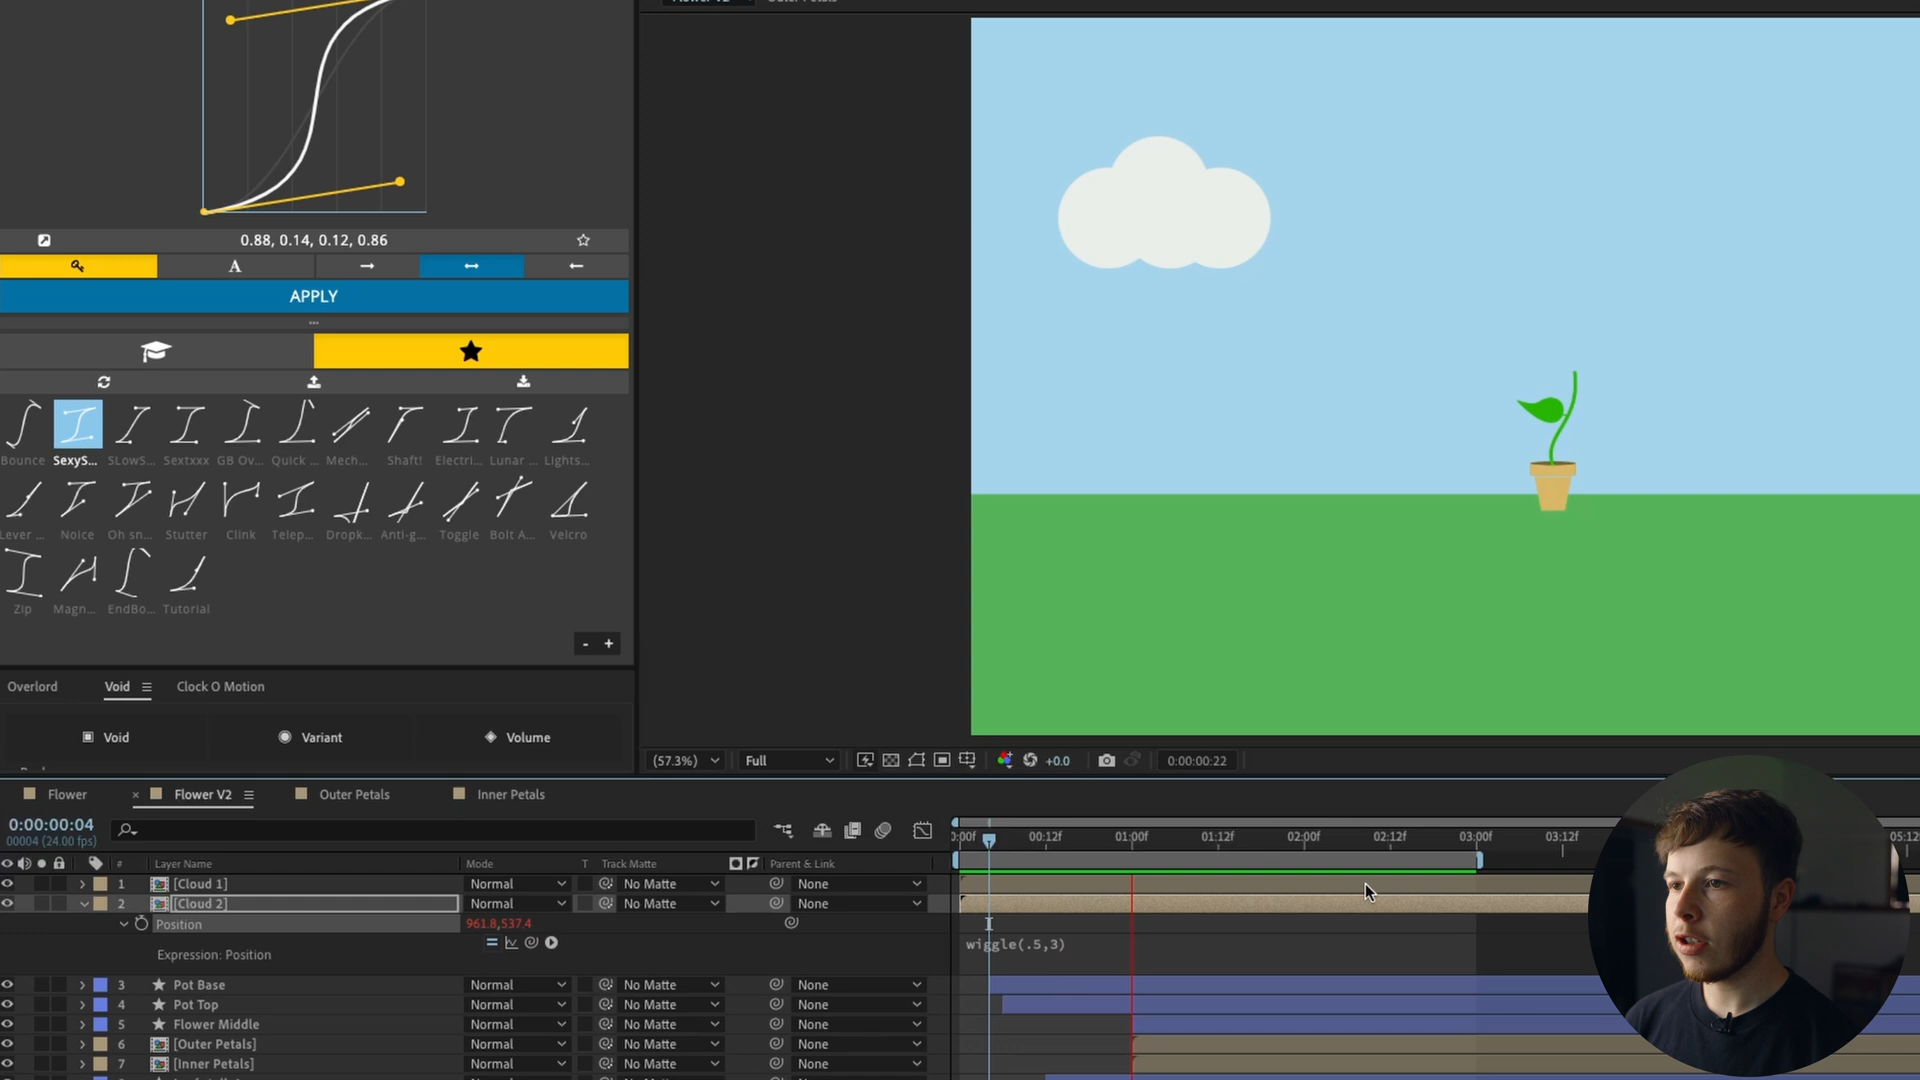 0.88, 0.14, 0.12, 0.86
A
APPLY
Bounce SexyS... SLowS... Sextxxx GB Ov... Quick ... Mech... Shaft! Electri... Lunar ... Lights...
Lever ... Noice Oh sn... Stutter Clink Telep... Dropk... Anti-g... Toggle Bolt A... Velcro
Zip Magn... EndBo... Tutorial
- +
Overlord Void Clock O Motion
Void Variant Volume
(57.3%) Full +0.0 0:00:00:22
Flower × Flower V2 Outer Petals Inner Petals
0:00:00:04
00004 (24.00 fps)
0:00f 00:12f 01:00f 01:12f 02:00f 02:12f 03:00f 03:12f 05:12
# Layer Name Mode T Track Matte Parent & Link
1 [Cloud 1] Normal No Matte None
2 [Cloud 2] Normal No Matte None
Position 961.8,537.4
wiggle(.5,3)
Expression: Position
3 Pot Base Normal No Matte None
4 Pot Top Normal No Matte None
5 Flower Middle Normal No Matte None
6 [Outer Petals] Normal No Matte None
7 [Inner Petals] Normal No Matte None